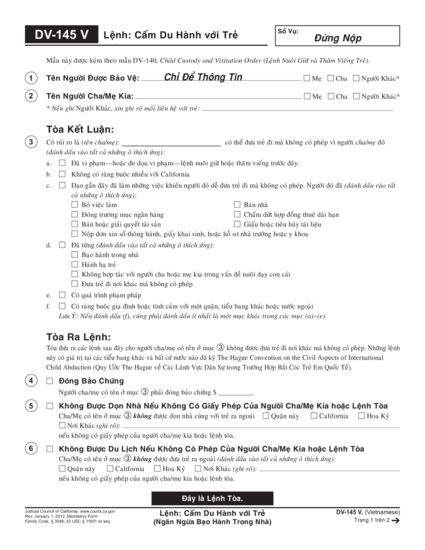 DV-145 V Lệnh: Cấm Du Hành với Trẻ
Số Vụ:
Đừng Nộp
Mẫu này được kèm theo mẫu DV-140, Child Custody and Visitation Order (Lệnh Nuôi Giữ và Thăm Viếng Trẻ).
1 Tên Người Được Bảo Vệ: Chỉ Để Thông Tin ☐ Mẹ ☐ Cha ☐ Người Khác*
2 Tên Người Cha/Mẹ Kia: ☐ Mẹ ☐ Cha ☐ Người Khác*
* Nếu ghi Người Khác, xin ghi rõ mối liên hệ với trẻ:
Tòa Kết Luận:
3 Có rủi ro là (tên cha/mẹ): có thể đưa trẻ đi mà không có phép vì người cha/mẹ đó
(đánh dấu vào tất cả những ô thích ứng):
a. ☐ Đã vi phạm—hoặc đe dọa vi phạm—lệnh nuôi giữ hoặc thăm viếng trước đây.
b. ☐ Không có ràng buộc nhiều với California
c. ☐ Dạo gần đây đã làm những việc khiến người đó dễ đưa trẻ đi mà không có phép. Người đó đã (đánh dấu vào tất
cả những ô thích ứng):
☐ Bỏ việc làm ☐ Bán nhà
☐ Đóng trương mục ngân hàng ☐ Chấm dứt hợp đồng thuê dài hạn
☐ Bán hoặc giải quyết tài sản ☐ Giấu hoặc tiêu hủy tài liệu
☐ Nộp đơn xin sổ thông hành, giấy khai sinh, hoặc hồ sơ nhà trường hoặc y khoa
d. ☐ Đã từng (đánh dấu vào tất cả những ô thích ứng):
☐ Bạo hành trong nhà
☐ Hành hạ trẻ
☐ Không hợp tác với người cha hoặc mẹ kia trong vấn đề nuôi dạy con cái
☐ Đưa trẻ đi nơi khác mà không có phép
e. ☐ Có quá trình phạm pháp
f. ☐ Có ràng buộc gia đình hoặc tình cảm với một quận, tiểu bang khác hoặc nước ngoài
Lưu Ý: Nếu đánh dấu (f), cũng phải đánh dấu ít nhất là một mục khác trong các mục (a)–(e).
Tòa Ra Lệnh:
Tòa đưa ra các lệnh sau đây cho người cha/mẹ có tên ở mục ③ không được đưa trẻ đi nơi khác mà không có phép. Những lệnh
này có giá trị tại các tiểu bang khác và bất cứ nước nào đã ký The Hague Convention on the Civil Aspects of International
Child Abduction (Quy Ước The Hague về Các Lãnh Vực Dân Sự trong Trường Hợp Bắt Cóc Trẻ Em Quốc Tế).
4 ☐ Đóng Bảo Chứng
Người cha/mẹ có tên ở mục ③ phải đóng bảo chứng $ .
5 ☐ Không Được Dọn Nhà Nếu Không Có Giấy Phép Của Người Cha/Mẹ Kia hoặc Lệnh Tòa
Cha/Mẹ có tên ở mục ③ không được dọn nhà cùng với trẻ ra ngoài ☐ Quận này ☐ California ☐ Hoa Kỳ
☐ Nơi Khác (ghi rõ):
nếu không có giấy phép của người cha/mẹ kia hoặc lệnh tòa.
6 ☐ Không Được Du Lịch Nếu Không Có Phép Của Người Cha/Mẹ Kia hoặc Lệnh Tòa
Cha/Mẹ có tên ở mục ③ không được đưa trẻ ra ngoài (đánh dấu vào tất cả những ô thích ứng):
☐ Quận này ☐ California ☐ Hoa Kỳ ☐ Nơi Khác (ghi rõ):
nếu không có giấy phép của người cha/mẹ kia hoặc lệnh tòa.
Đây là Lệnh Tòa.
Judicial Council of California, www.courts.ca.gov
Rev. January 1, 2012, Mandatory Form
Family Code, § 3048, 42 USC § 11601 et seq.
Lệnh: Cấm Du Hành với Trẻ
(Ngăn Ngừa Bạo Hành Trong Nhà)
DV-145 V, (Vietnamese)
Trang 1 trên 2 →